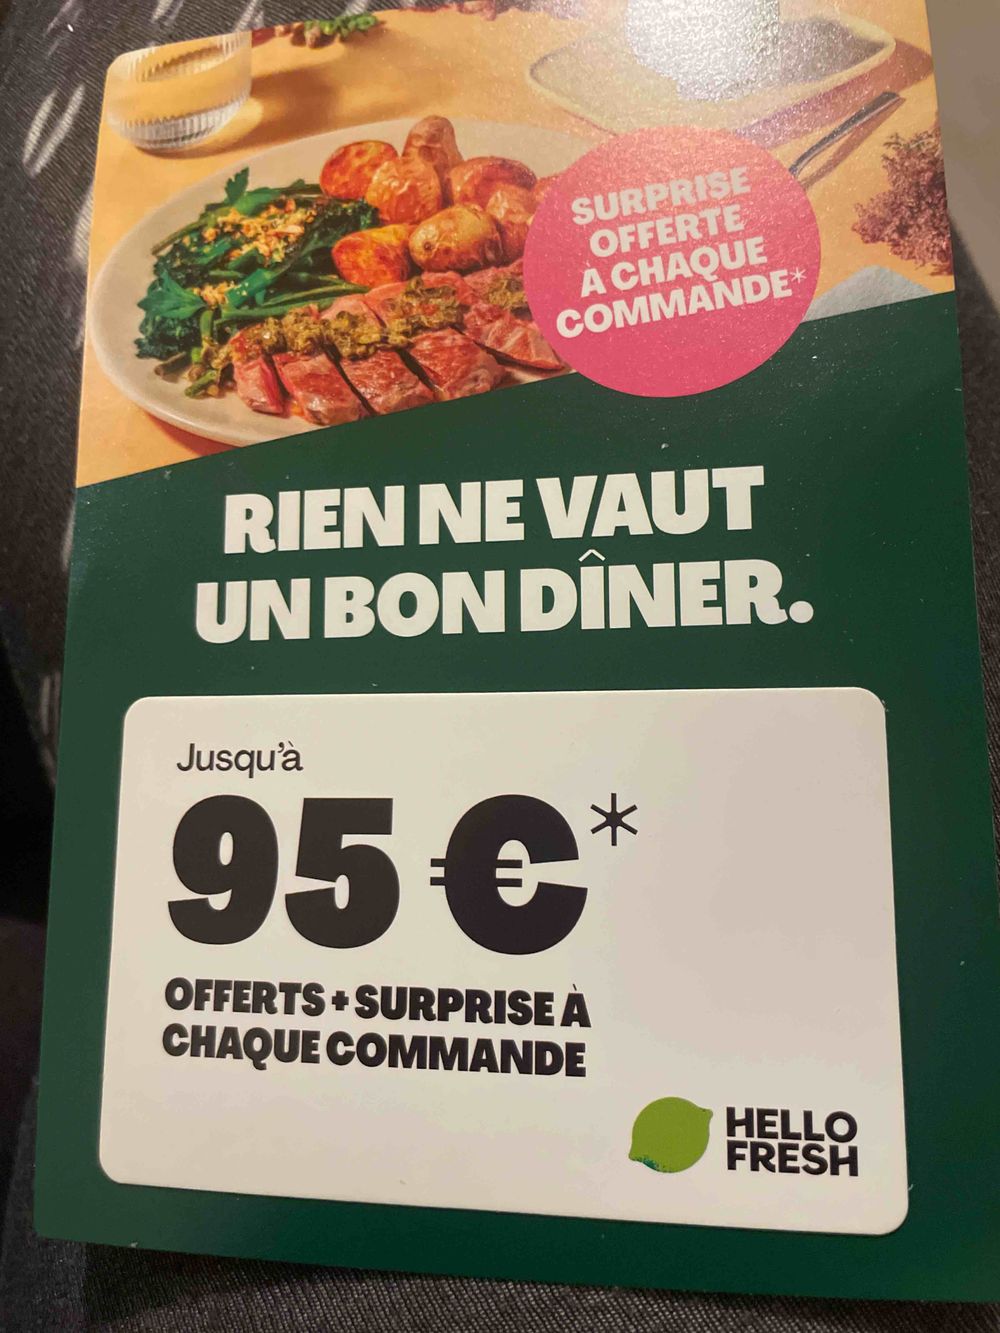 SURPRISE
OFFERTE
À CHAQUE
COMMANDE*
RIEN NE VAUT
UN BON DÎNER.
Jusqu'à
95 €*
OFFERTS + SURPRISE À
CHAQUE COMMANDE
HELLO
FRESH